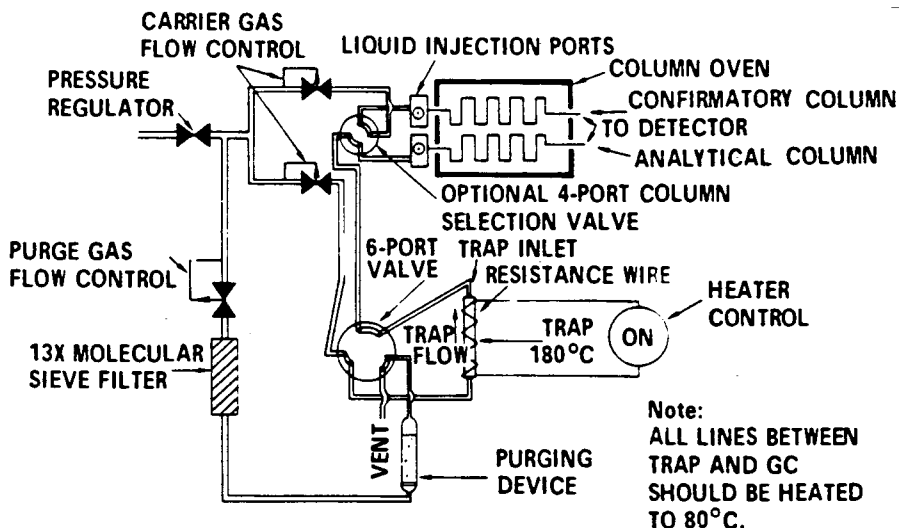 CARRIER GAS
FLOW CONTROL
LIQUID INJECTION PORTS
PRESSURE
REGULATOR
COLUMN OVEN
CONFIRMATORY COLUMN
TO DETECTOR
ANALYTICAL COLUMN
OPTIONAL 4-PORT COLUMN
SELECTION VALVE
PURGE GAS
FLOW CONTROL
6-PORT
VALVE
TRAP INLET
RESISTANCE WIRE
HEATER
CONTROL
TRAP
FLOW
TRAP
180°C
ON
13X MOLECULAR
SIEVE FILTER
VENT
PURGING
DEVICE
Note:
ALL LINES BETWEEN
TRAP AND GC
SHOULD BE HEATED
TO 80°C.